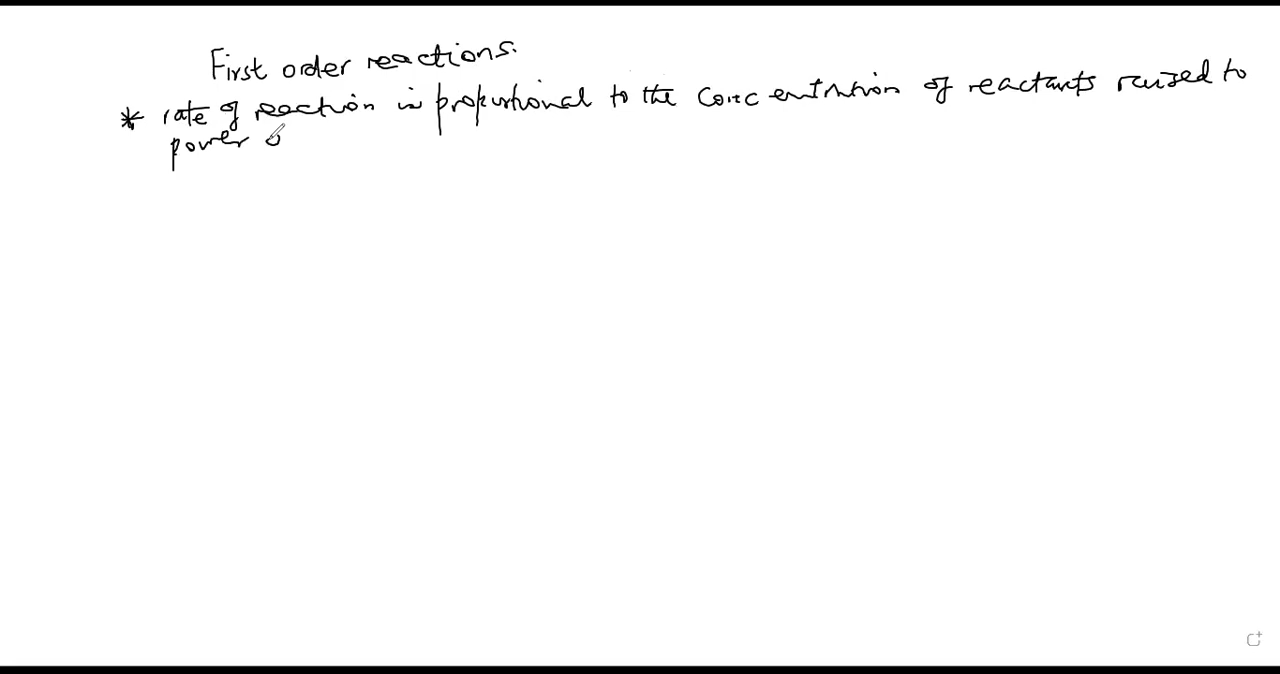 First order reactions.
* rate of reaction is proportional to the concentration of reactants raised to
power